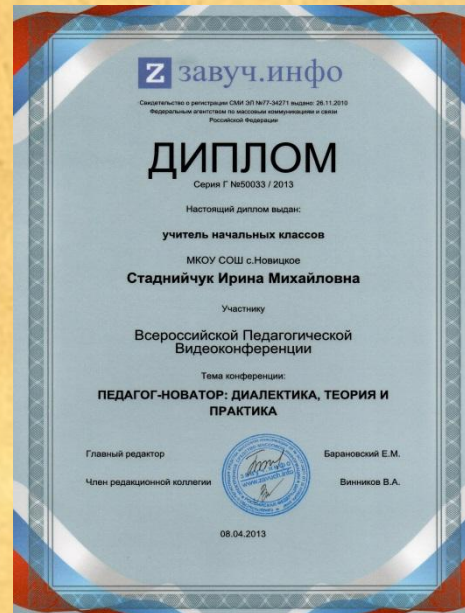 Z завуч.инфо
Свидетельство о регистрации СМИ ЭЛ №77-34271 выдано: 26.11.2010
Федеральным агентством по массовым коммуникациям и связи
Российской Федерации
ДИПЛОМ
Серия Г №50033 / 2013
Настоящий диплом выдан:
учитель начальных классов
МКОУ СОШ с.Новицкое
Стаднийчук Ирина Михайловна
Участнику
Всероссийской Педагогической
Видеоконференции
Тема конференции:
ПЕДАГОГ-НОВАТОР: ДИАЛЕКТИКА, ТЕОРИЯ И
ПРАКТИКА
Главный редактор Барановский Е.М.
Член редакционной коллегии Винников В.А.
www.zavuch.info
08.04.2013